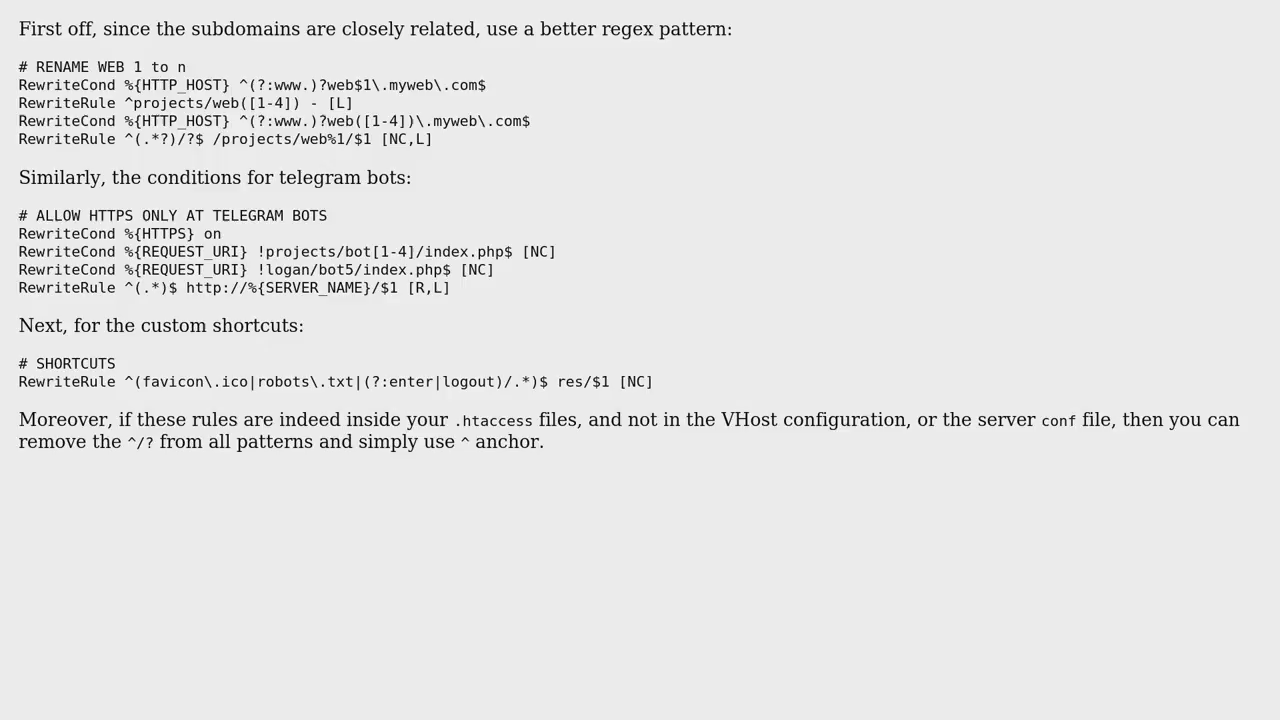 First off, since the subdomains are closely related, use a better regex pattern:
# RENAME WEB 1 to n
RewriteCond %{HTTP_HOST} ^(?:www.)?web$1\.myweb\.com$
RewriteRule ^projects/web([1-4]) - [L]
RewriteCond %{HTTP_HOST} ^(?:www.)?web([1-4])\.myweb\.com$
RewriteRule ^(.*?)/?$ /projects/web%1/$1 [NC,L]
Similarly, the conditions for telegram bots:
# ALLOW HTTPS ONLY AT TELEGRAM BOTS
RewriteCond %{HTTPS} on
RewriteCond %{REQUEST_URI} !projects/bot[1-4]/index.php$ [NC]
RewriteCond %{REQUEST_URI} !logan/bot5/index.php$ [NC]
RewriteRule ^(.*)$ http://%{SERVER_NAME}/$1 [R,L]
Next, for the custom shortcuts:
# SHORTCUTS
RewriteRule ^(favicon\.ico|robots\.txt|(?:enter|logout)/.*)$ res/$1 [NC]
Moreover, if these rules are indeed inside your .htaccess files, and not in the VHost configuration, or the server conf file, then you can
remove the ^/? from all patterns and simply use ^ anchor.